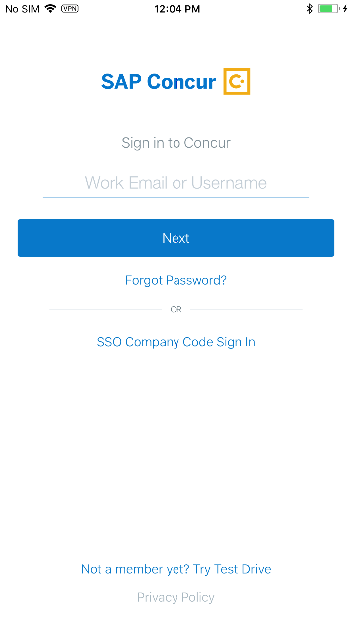 No SIM VPN 12:04 PM
SAP Concur C
Sign in to Concur
Work Email or Username
Next
Forgot Password?
OR
SSO Company Code Sign In
Not a member yet? Try Test Drive
Privacy Policy